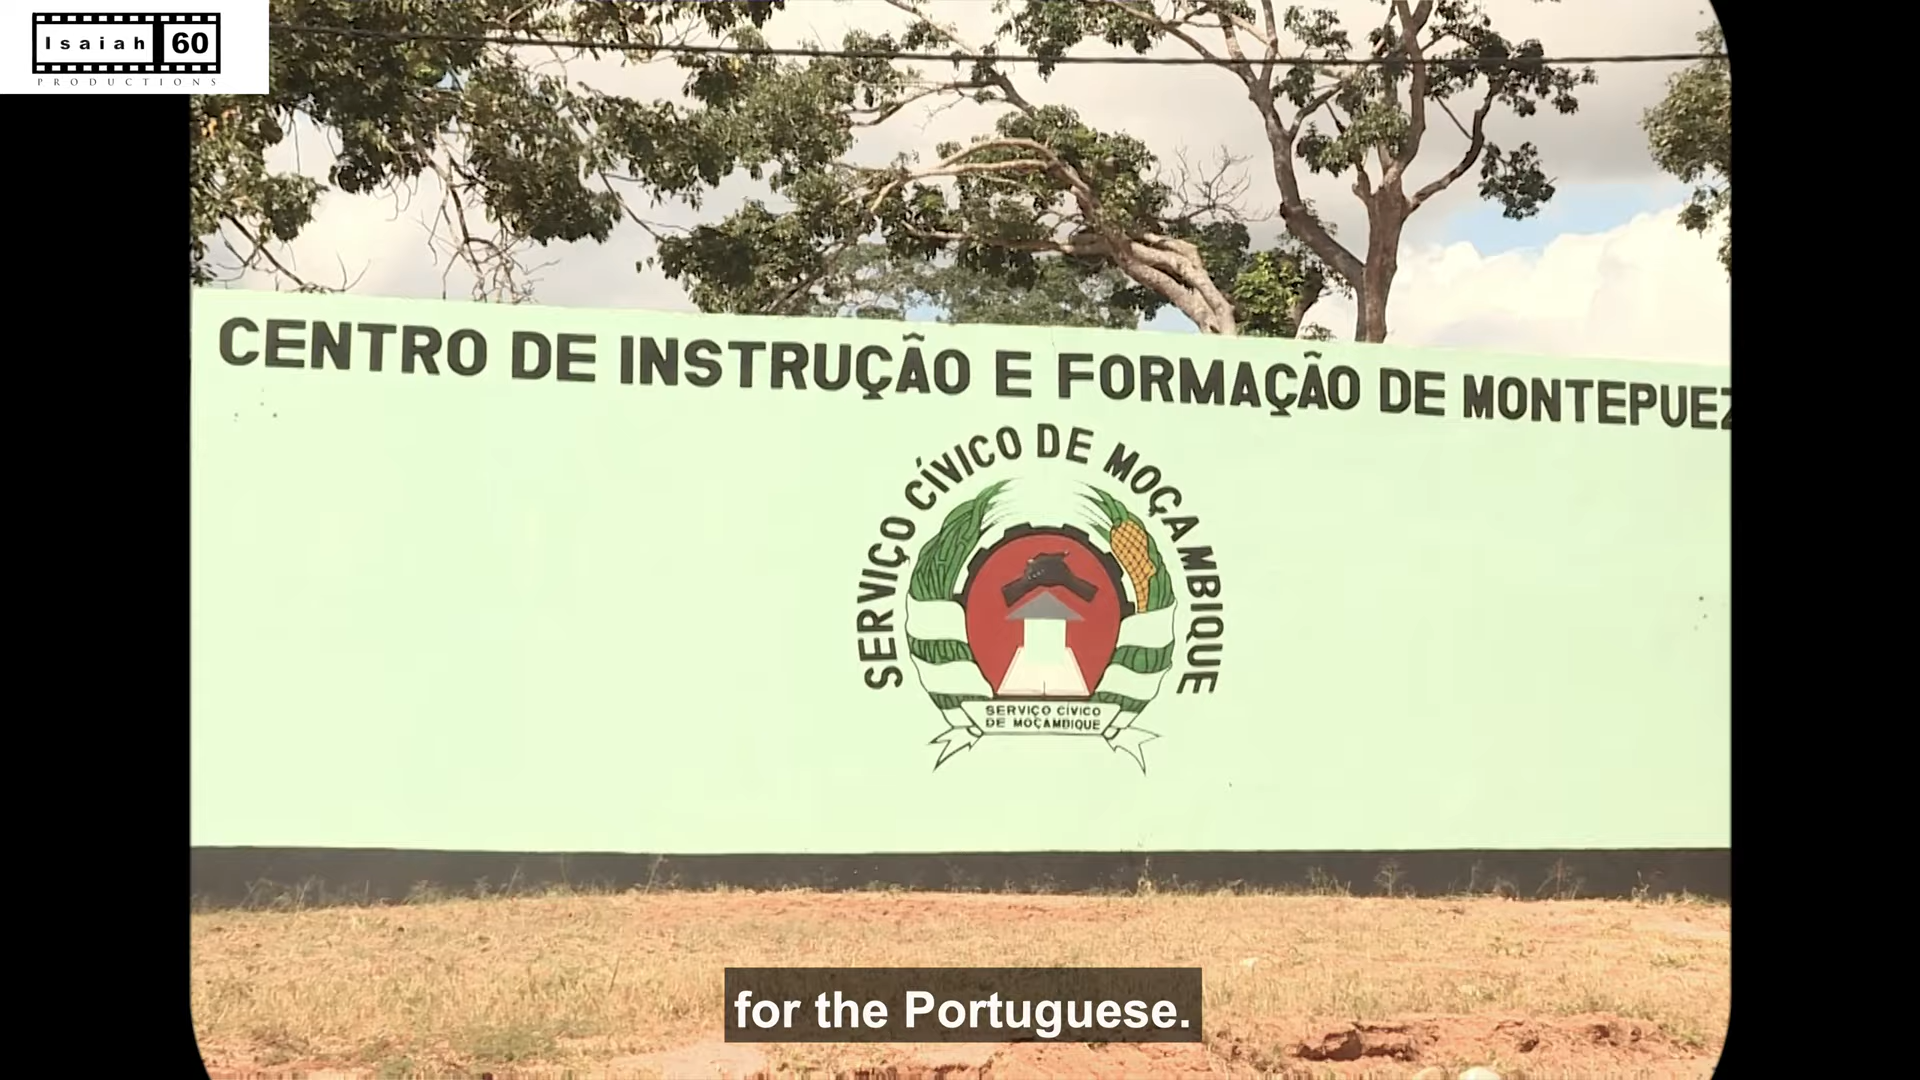 Isaiah 60
PRODUCTIONS
CENTRO DE INSTRUÇÃO E FORMAÇÃO DE MONTEPUEZ
SERVIÇO CÍVICO DE MOÇAMBIQUE
SERVIÇO CÍVICO
DE MOÇAMBIQUE
for the Portuguese.